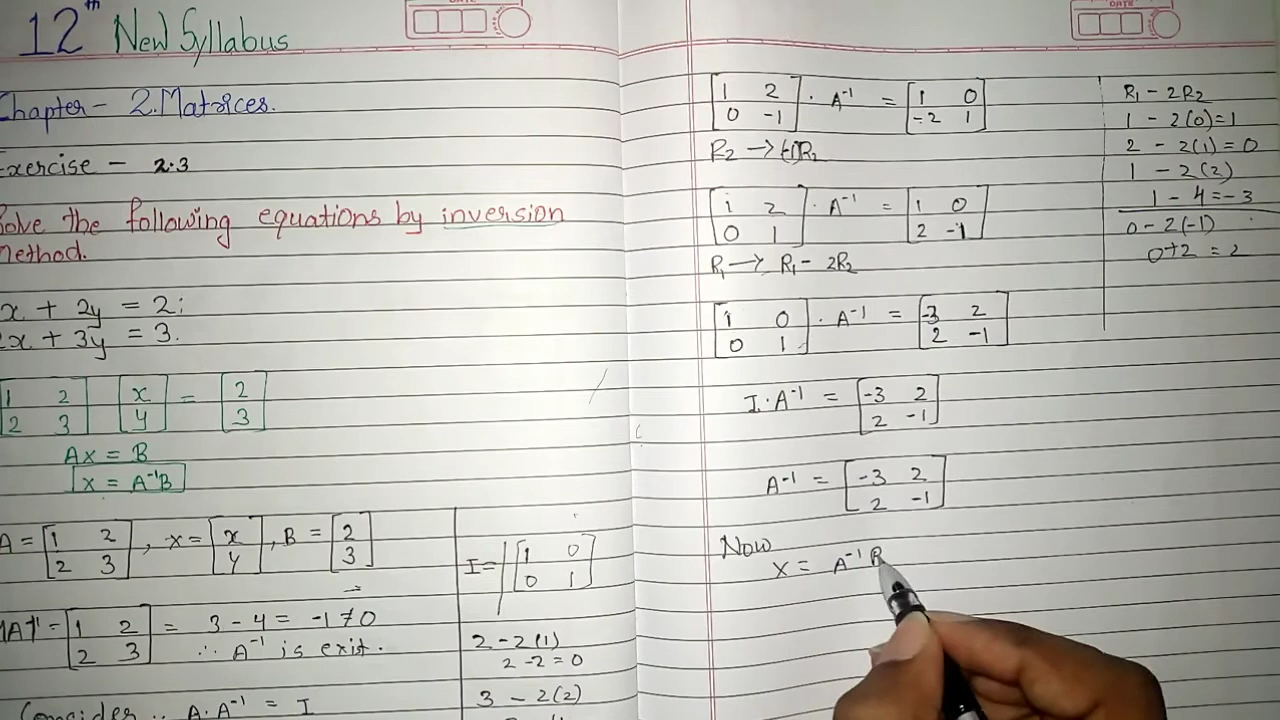 12th New Syllabus
Chapter - 2. Matrices.
Exercise - 2.3
Solve the following equations by inversion
method.
x + 2y = 2;
2x + 3y = 3.
[1 2
2 3] [x
y] = [2
3]
AX = B
X = A⁻¹B
A = [1 2
2 3], X = [x
y], B = [2
3]
|A| = [1 2
2 3] = 3 - 4 = -1 ≠ 0
∴ A⁻¹ is exist.
Consider.. A.A⁻¹ = I
I = [1 0
0 1]
2 - 2(1)
2 - 2 = 0
3 - 2(2)
DATE
[1 2
0 -1] . A⁻¹ = [1 0
-2 1]
R₂ → (-1)R₂
[1 2
0 1] . A⁻¹ = [1 0
2 -1]
R₁ → R₁ - 2R₂
[1 0
0 1] . A⁻¹ = [-3 2
2 -1]
I. A⁻¹ = [-3 2
2 -1]
A⁻¹ = [-3 2
2 -1]
Now
X = A⁻¹B
DATE
R₁ - 2R₂
1 - 2(0) = 1
2 - 2(1) = 0
1 - 2(2)
1 - 4 = -3
0 - 2(-1)
0 + 2 = 2